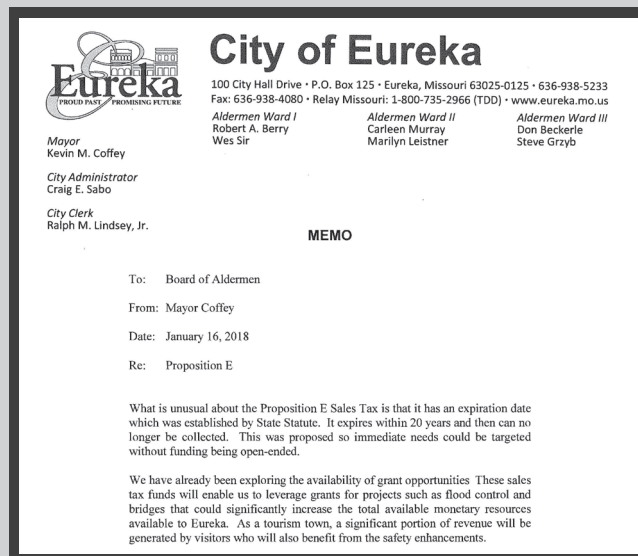 City of Eureka
Eureka
PROUD PAST PROMISING FUTURE
100 City Hall Drive • P.O. Box 125 • Eureka, Missouri 63025-0125 • 636-938-5233
Fax: 636-938-4080 • Relay Missouri: 1-800-735-2966 (TDD) • www.eureka.mo.us
Aldermen Ward I
Robert A. Berry
Wes Sir
Aldermen Ward II
Carleen Murray
Marilyn Leistner
Aldermen Ward III
Don Beckerle
Steve Grzyb
Mayor
Kevin M. Coffey
City Administrator
Craig E. Sabo
City Clerk
Ralph M. Lindsey, Jr.
MEMO
To: Board of Aldermen
From: Mayor Coffey
Date: January 16, 2018
Re: Proposition E
What is unusual about the Proposition E Sales Tax is that it has an expiration date
which was established by State Statute. It expires within 20 years and then can no
longer be collected. This was proposed so immediate needs could be targeted
without funding being open-ended.
We have already been exploring the availability of grant opportunities These sales
tax funds will enable us to leverage grants for projects such as flood control and
bridges that could significantly increase the total available monetary resources
available to Eureka. As a tourism town, a significant portion of revenue will be
generated by visitors who will also benefit from the safety enhancements.